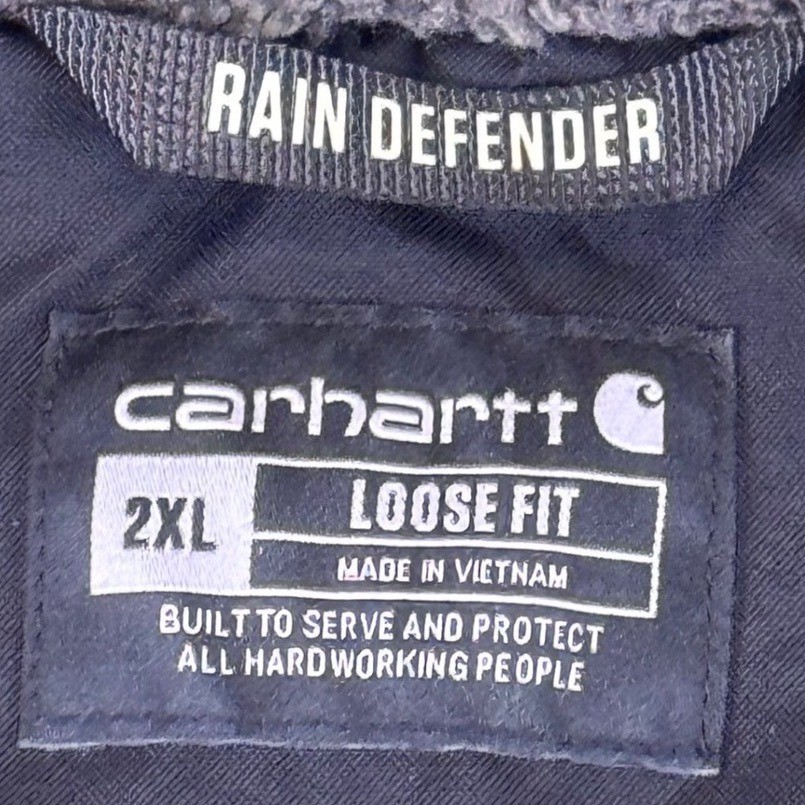 RAIN DEFENDER
carhartt
2XL
LOOSE FIT
MADE IN VIETNAM
BUILT TO SERVE AND PROTECT
ALL HARDWORKING PEOPLE